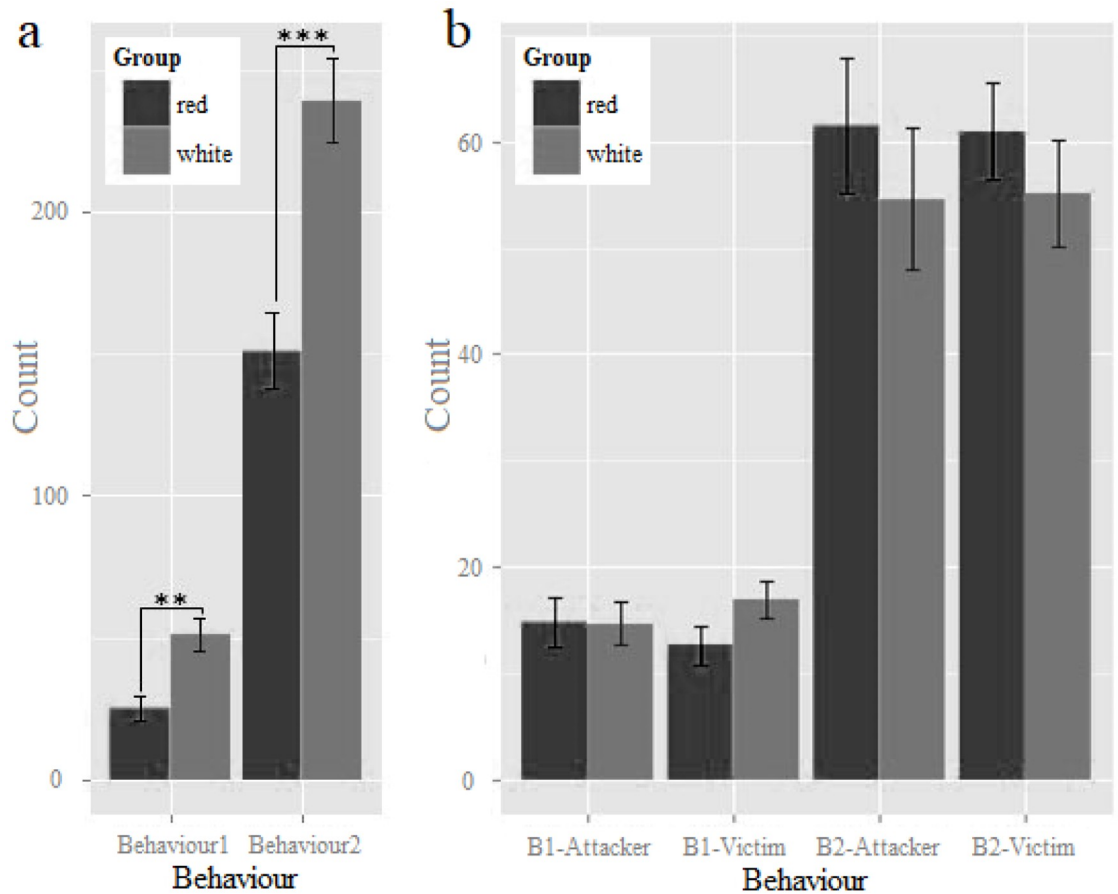 a
Group
red
white
***
**
Count
200
100
0
Behaviour1
Behaviour2
Behaviour
b
Group
red
white
Count
60
40
20
0
B1-Attacker
B1-Victim
B2-Attacker
B2-Victim
Behaviour